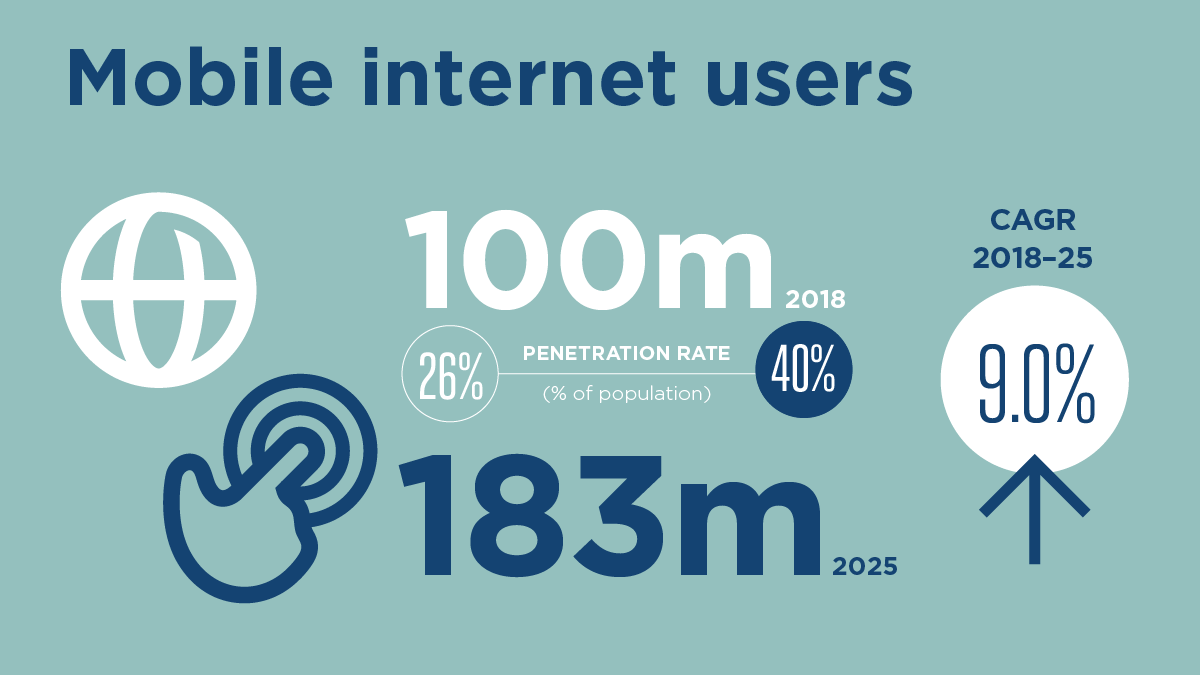 Mobile internet users
100m 2018
26% PENETRATION RATE 40%
(% of population)
183m 2025
CAGR
2018–25
9.0%